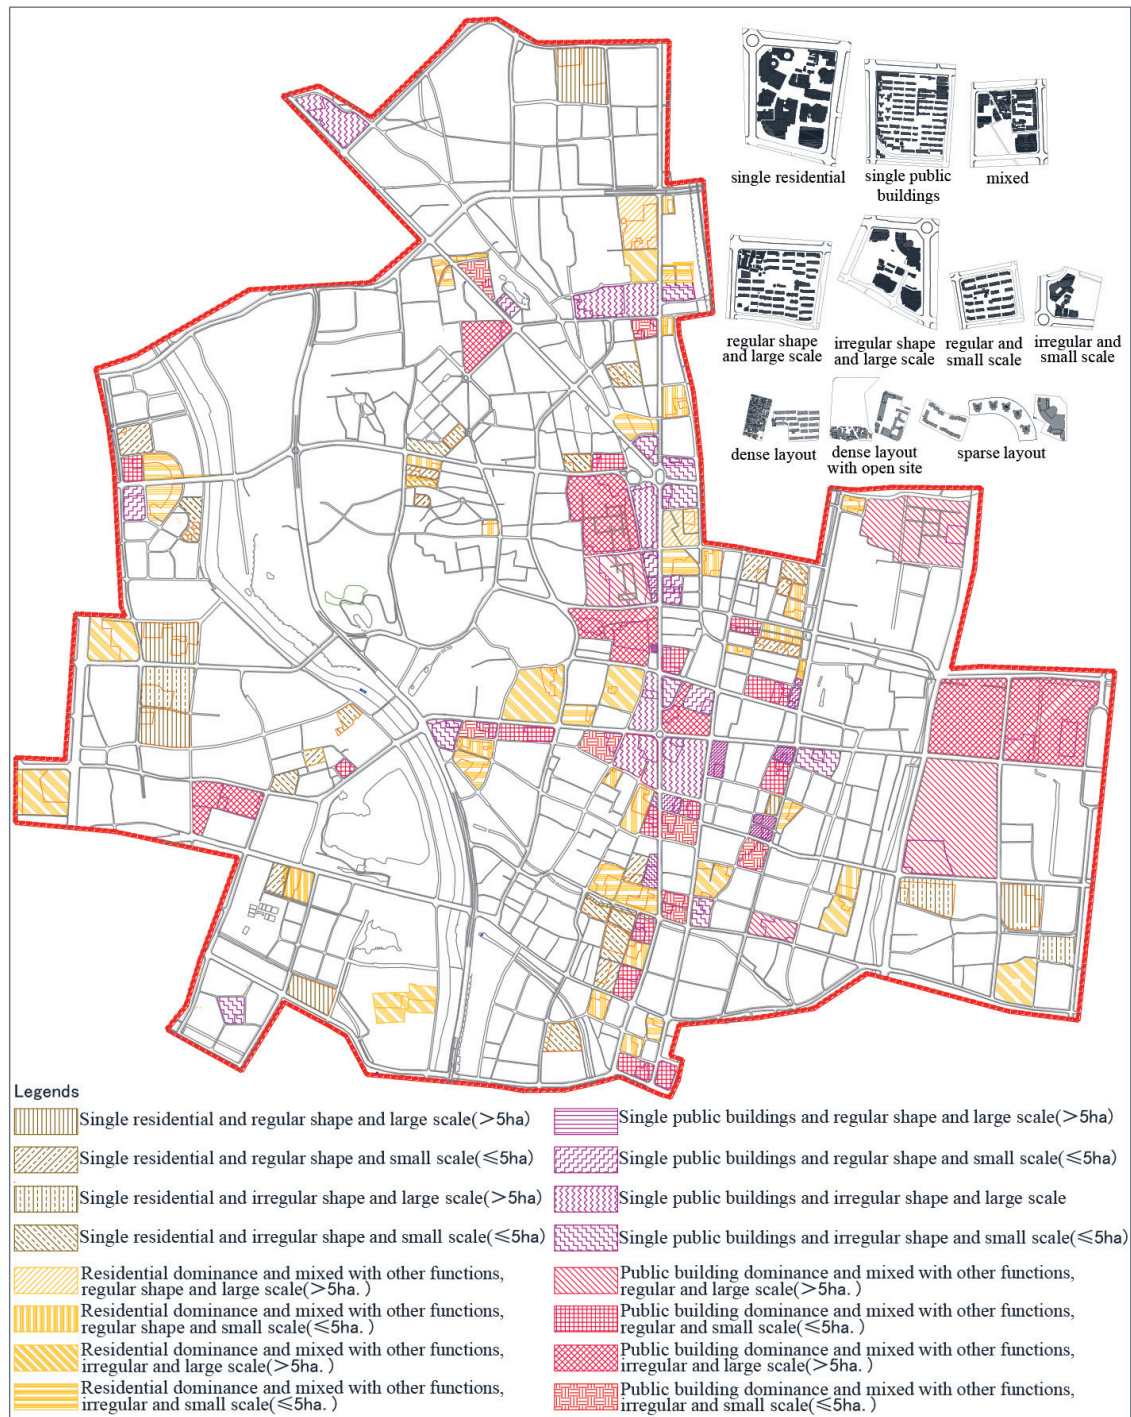 single residential
single public
buildings
mixed
regular shape
and large scale
irregular shape
and large scale
regular and
small scale
irregular and
small scale
dense layout
dense layout
with open site
sparse layout
Legends
Single residential and regular shape and large scale(>5ha)
Single residential and regular shape and small scale(≤5ha)
Single residential and irregular shape and large scale(>5ha)
Single residential and irregular shape and small scale(≤5ha)
Residential dominance and mixed with other functions,
regular shape and large scale(>5ha. )
Residential dominance and mixed with other functions,
regular shape and small scale(≤5ha. )
Residential dominance and mixed with other functions,
irregular and large scale(>5ha. )
Residential dominance and mixed with other functions,
irregular and small scale(≤5ha. )
Single public buildings and regular shape and large scale(>5ha)
Single public buildings and regular shape and small scale(≤5ha)
Single public buildings and irregular shape and large scale
Single public buildings and irregular shape and small scale(≤5ha)
Public building dominance and mixed with other functions,
regular and large scale(>5ha. )
Public building dominance and mixed with other functions,
regular and small scale(≤5ha. )
Public building dominance and mixed with other functions,
irregular and large scale(>5ha. )
Public building dominance and mixed with other functions,
irregular and small scale(≤5ha. )